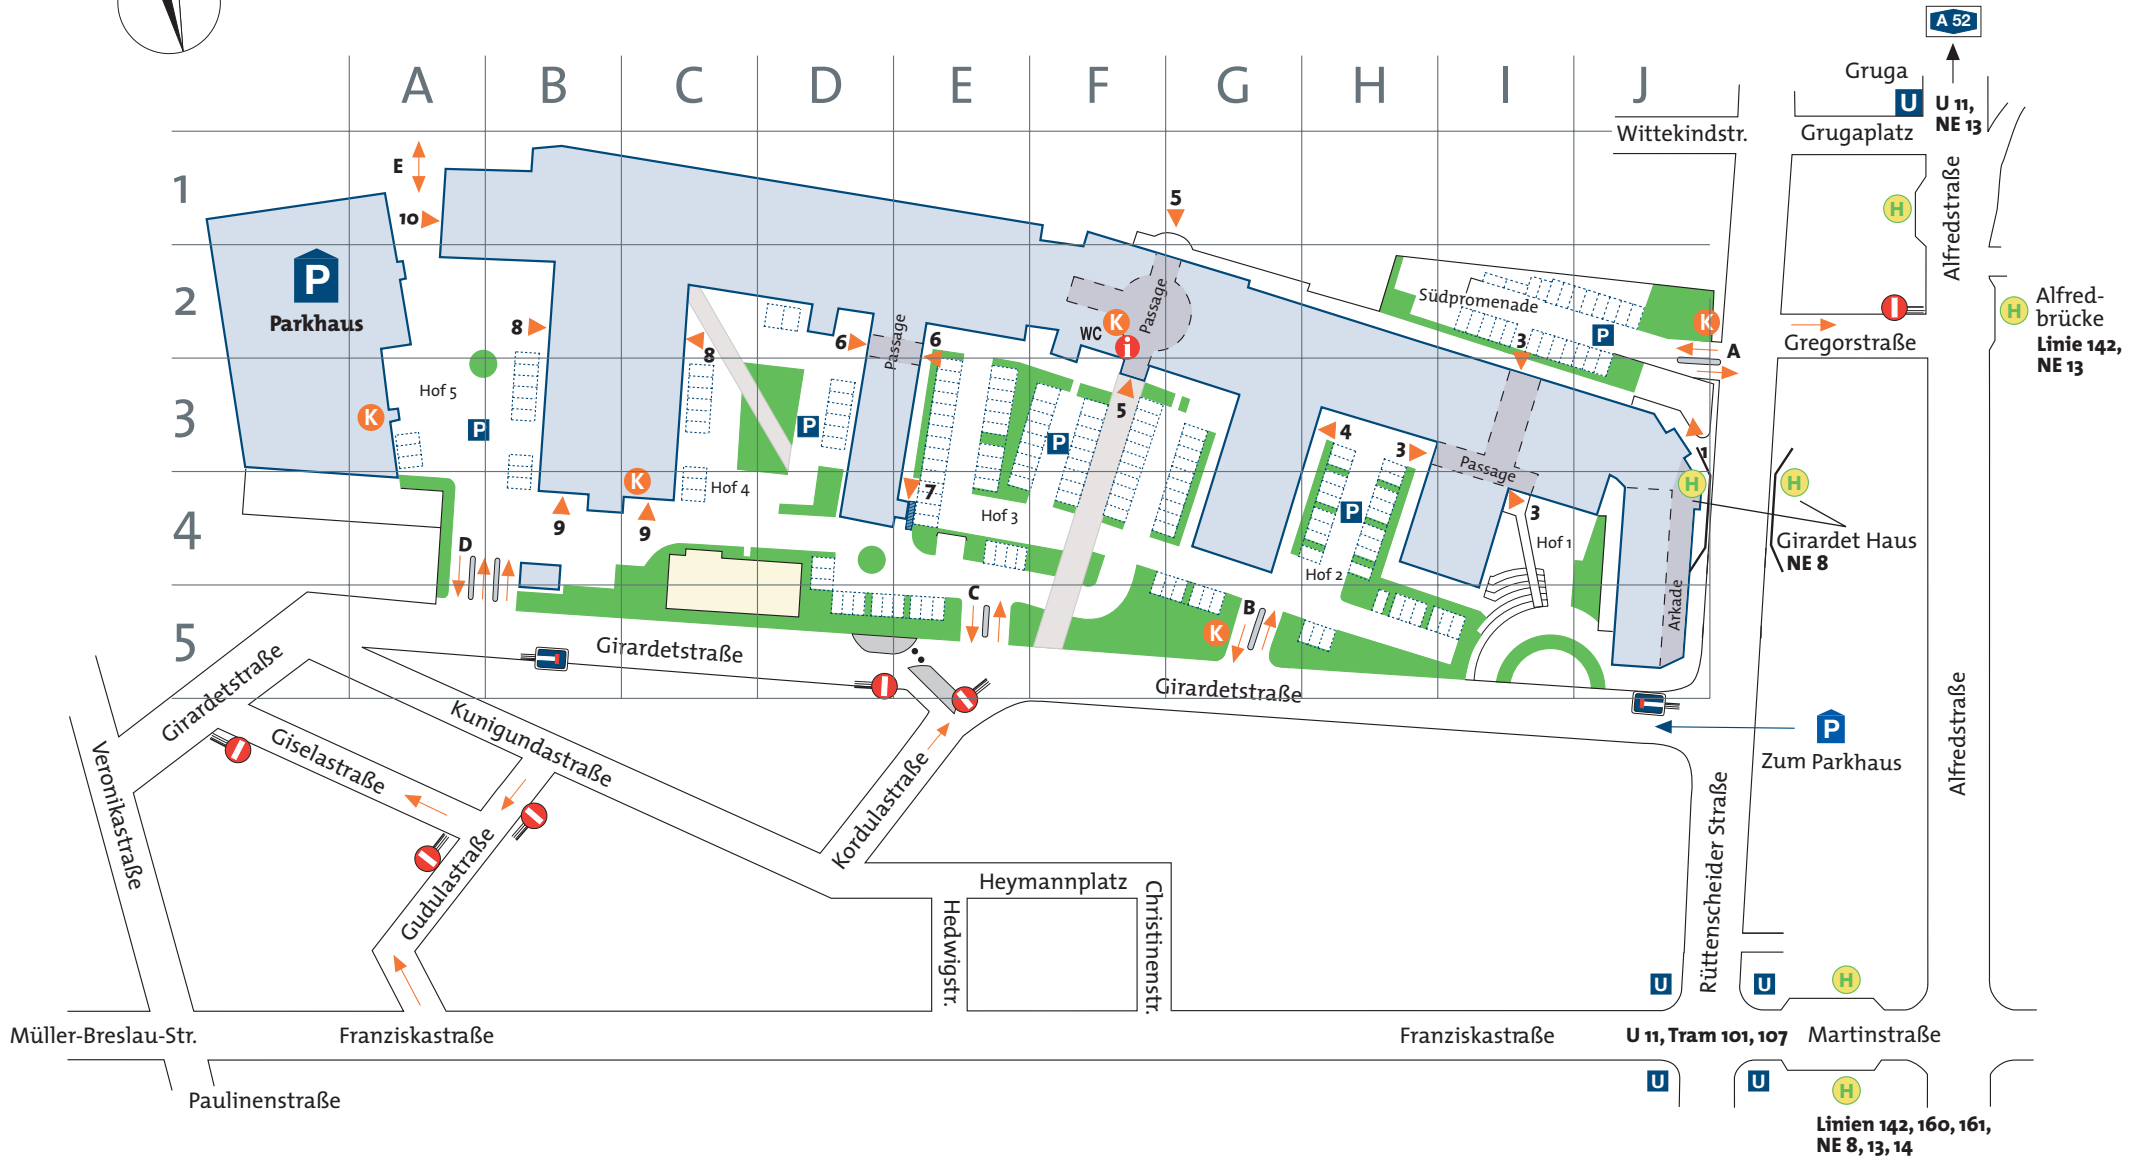 A 52
Gruga
U
U 11,
NE 13
A
B
C
D
E
F
G
H
I
J
Wittekindstr.
Grugaplatz
1
E
10
5
H
Alfredstraße
P
Parkhaus
2
8
8
6
Passage
6
WC
K
i
Passage
Südpromenade
P
3
K
A
Gregorstraße
H
Alfred-
brücke
Linie 142,
NE 13
3
Hof 5
K
P
P
P
5
4
3
Passage
1
4
K
Hof 4
9
9
7
Hof 3
P
Hof 2
3
Hof 1
H
H
Girardet Haus
NE 8
D
C
B
K
Arkade
5
Girardetstraße
Girardetstraße
Girardetstraße
P
Zum Parkhaus
Alfredstraße
Kunigundastraße
Giselastraße
Veronikastraße
Gudulastraße
Kordulastraße
Rüttenscheider Straße
Heymannplatz
Hedwigstr.
Christinenstr.
U
U
H
Müller-Breslau-Str.
Franziskastraße
Franziskastraße
U 11, Tram 101, 107
Martinstraße
U
U
H
Paulinenstraße
Linien 142, 160, 161,
NE 8, 13, 14